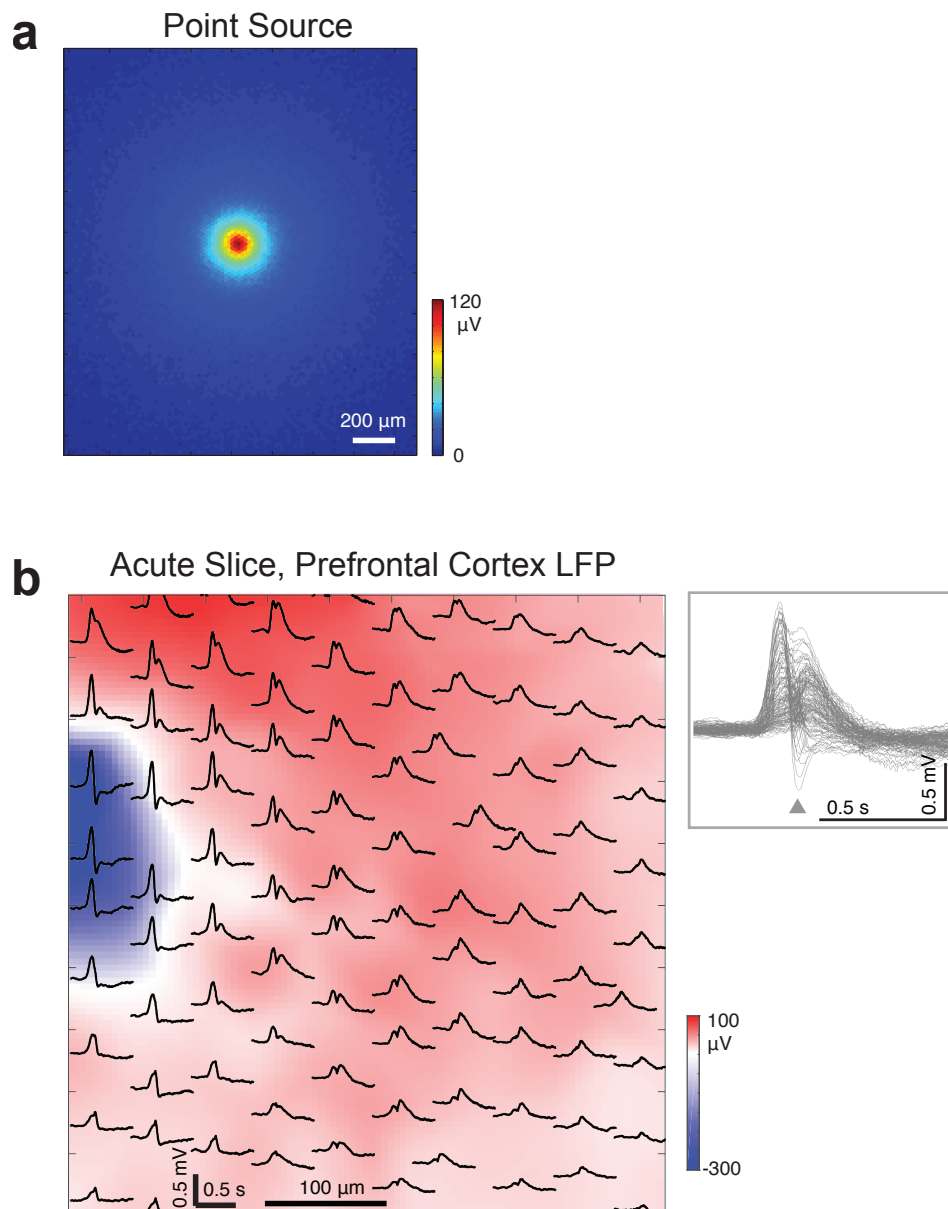 a
Point Source
120
µV
200 µm
0
b
Acute Slice, Prefrontal Cortex LFP
0.5 mV
0.5 s
100
µV
-300
0.5 mV
0.5 s
100 µm